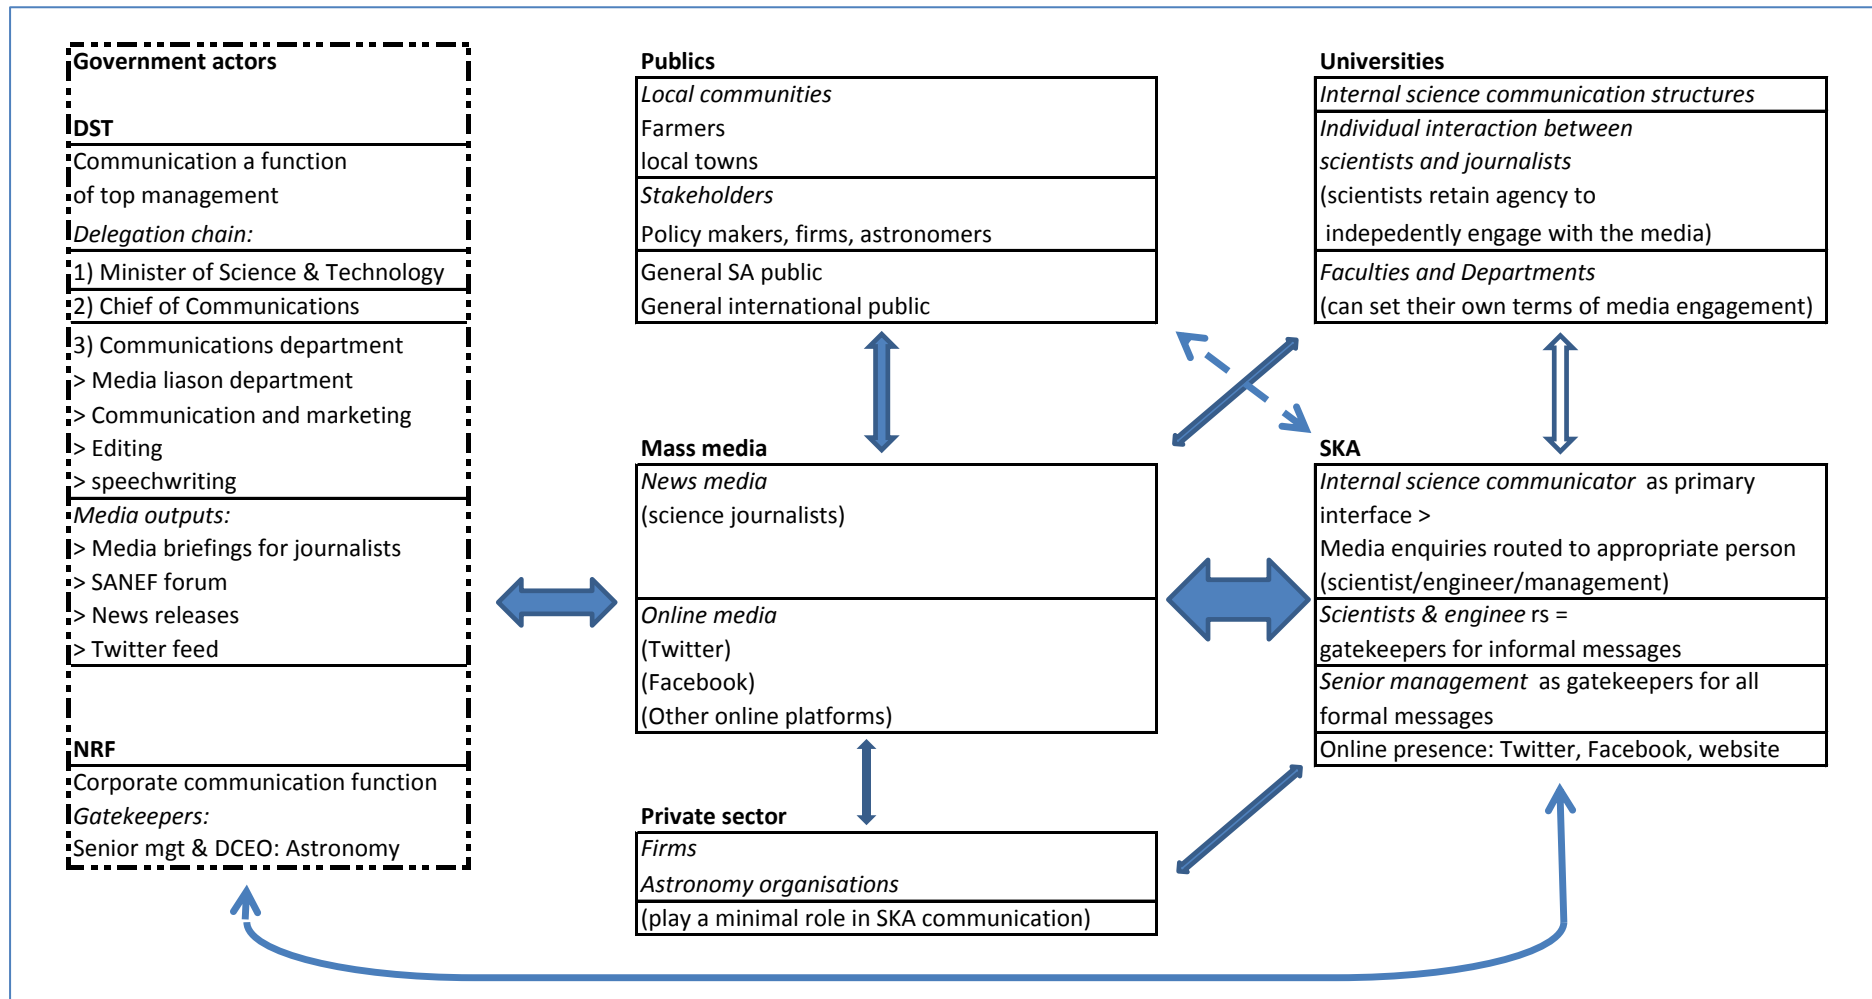 Government actors
DST
Communication a function
of top management
Delegation chain:
1) Minister of Science & Technology
2) Chief of Communications
3) Communications department
> Media liason department
> Communication and marketing
> Editing
> speechwriting
Media outputs:
> Media briefings for journalists
> SANEF forum
> News releases
> Twitter feed
NRF
Corporate communication function
Gatekeepers:
Senior mgt & DCEO: Astronomy
Publics
Local communities
Farmers
local towns
Stakeholders
Policy makers, firms, astronomers
General SA public
General international public
Mass media
News media
(science journalists)
Online media
(Twitter)
(Facebook)
(Other online platforms)
Private sector
Firms
Astronomy organisations
(play a minimal role in SKA communication)
Universities
Internal science communication structures
Individual interaction between
scientists and journalists
(scientists retain agency to
indepedently engage with the media)
Faculties and Departments
(can set their own terms of media engagement)
SKA
Internal science communicator as primary
interface >
Media enquiries routed to appropriate person
(scientist/engineer/management)
Scientists & enginee rs =
gatekeepers for informal messages
Senior management as gatekeepers for all
formal messages
Online presence: Twitter, Facebook, website